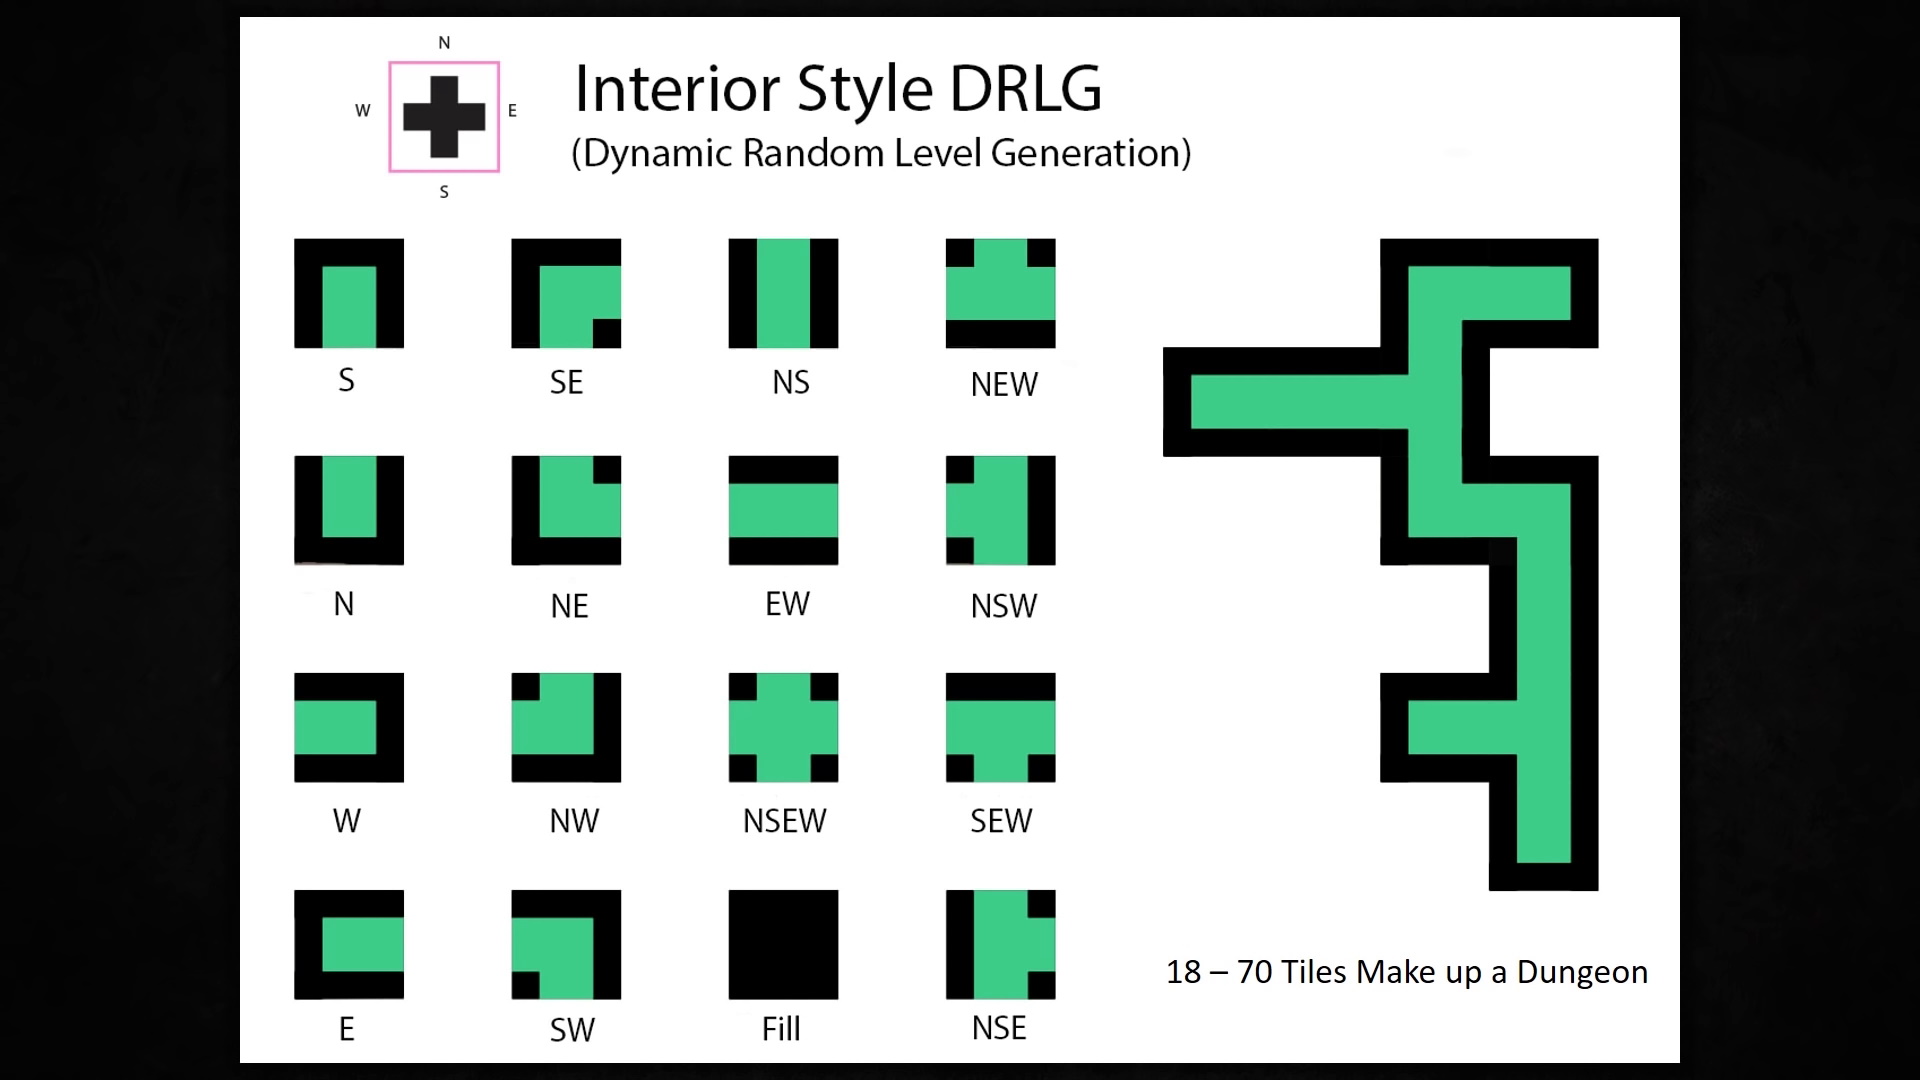 N
W
E
S
Interior Style DRLG
(Dynamic Random Level Generation)
S
SE
NS
NEW
N
NE
EW
NSW
W
NW
NSEW
SEW
E
SW
Fill
NSE
18 – 70 Tiles Make up a Dungeon